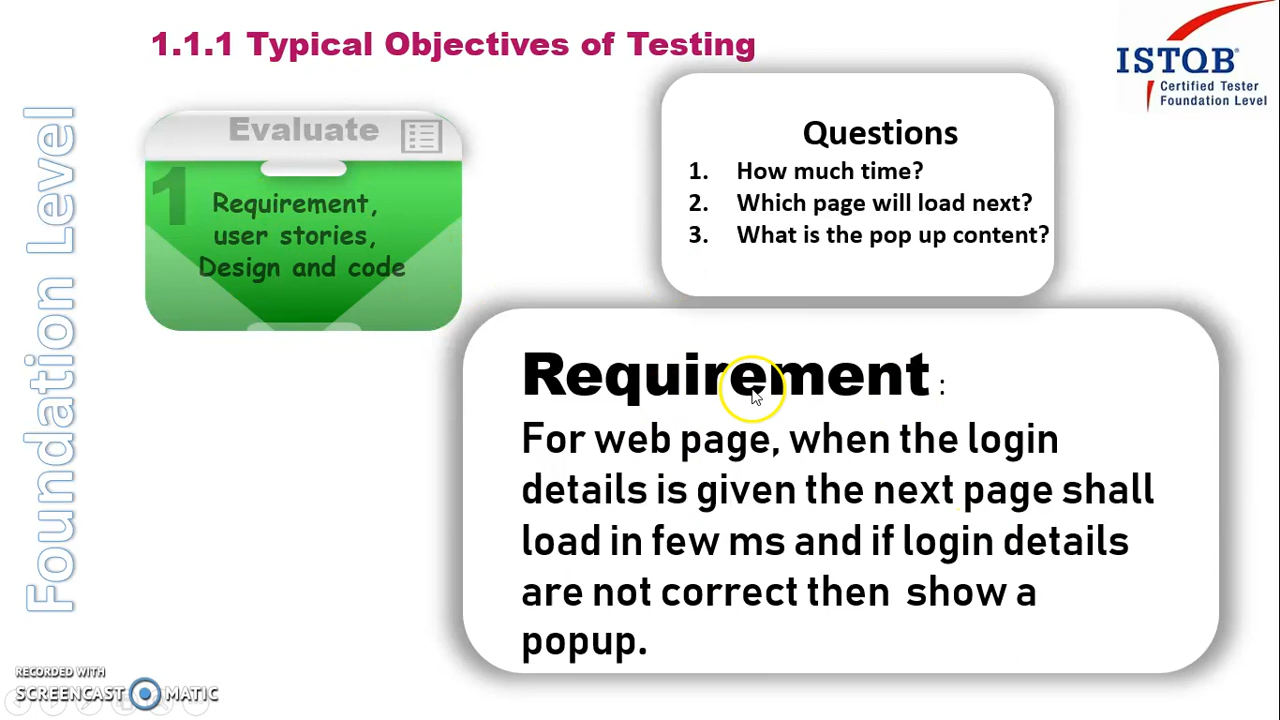 1.1.1 Typical Objectives of Testing
ISTQB®
Certified Tester
Foundation Level
Foundation Level
Evaluate
1
Requirement,
user stories,
Design and code
Questions
1. How much time?
2. Which page will load next?
3. What is the pop up content?
Requirement :
For web page, when the login
details is given the next page shall
load in few ms and if login details
are not correct then show a
popup.
RECORDED WITH
SCREENCAST MATIC